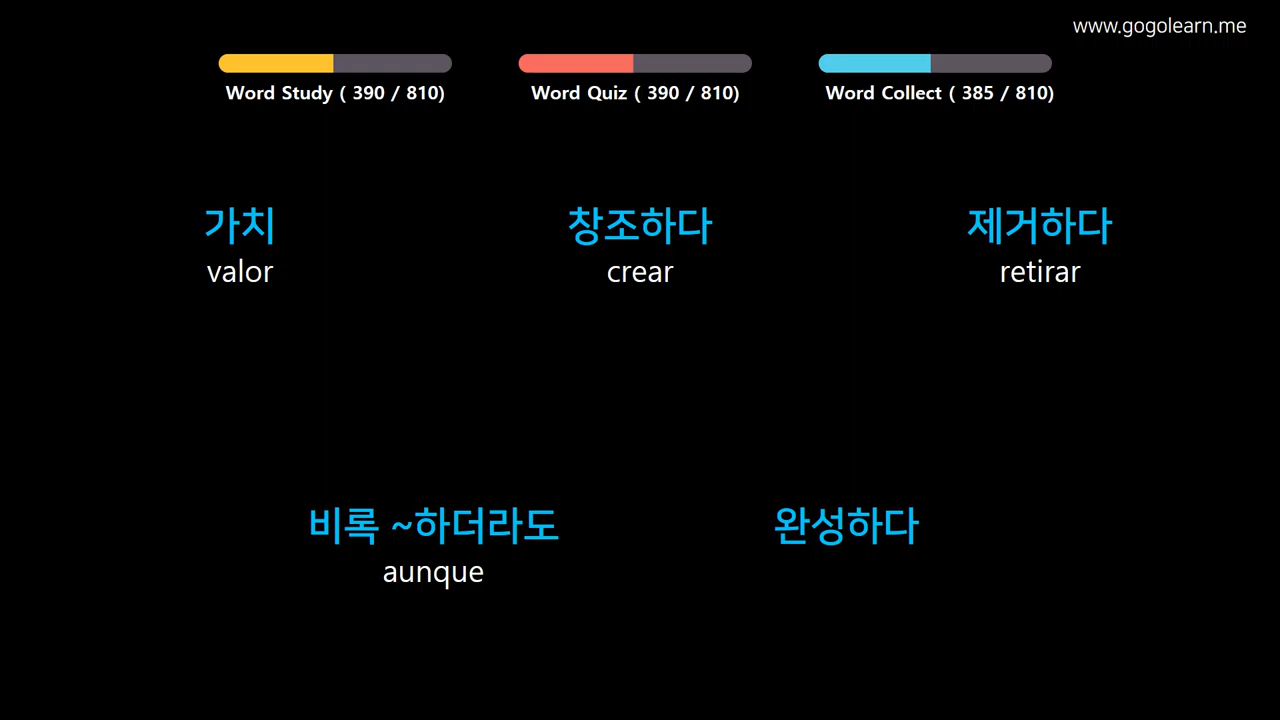 www.gogolearn.me
Word Study ( 390 / 810)
Word Quiz ( 390 / 810)
Word Collect ( 385 / 810)
가치
valor
창조하다
crear
제거하다
retirar
비록 ~하더라도
aunque
완성하다